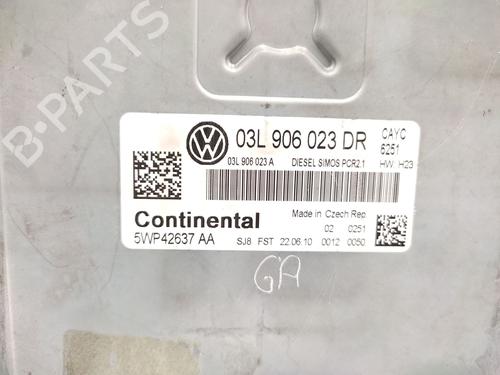 B-PARTS
03L 906 023 DR
CAYC
6251
03L 906 023 A DIESEL SIMOS PCR2.1 HW: H23
Continental
Made in Czech Rep
02 0251
5WP42637 AA SJ8 FST 22.06.10 0012 0050
GA